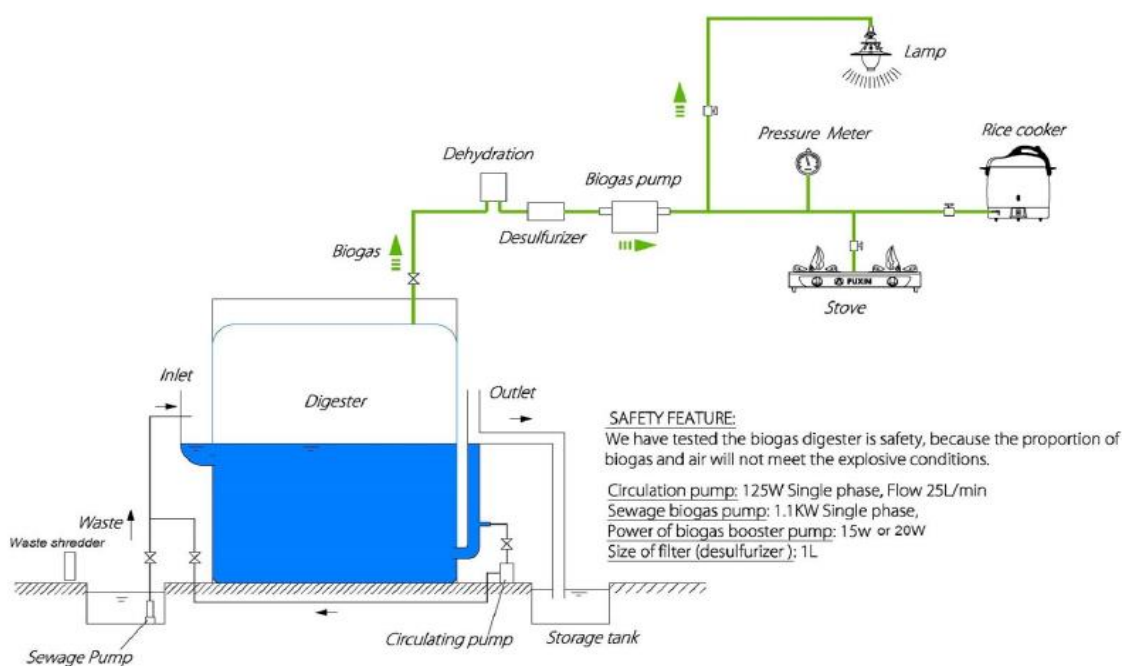 Lamp
Pressure Meter
Rice cooker
Dehydration
Biogas pump
Desulfurizer
Biogas
PUXIN
Stove
Inlet
Digester
Outlet
SAFETY FEATURE:
We have tested the biogas digester is safety, because the proportion of
biogas and air will not meet the explosive conditions.
Circulation pump: 125W Single phase, Flow 25L/min
Sewage biogas pump: 1.1KW Single phase,
Power of biogas booster pump: 15w or 20W
Size of filter (desulfurizer): 1L
Waste
Waste shredder
Sewage Pump
Circulating pump
Storage tank